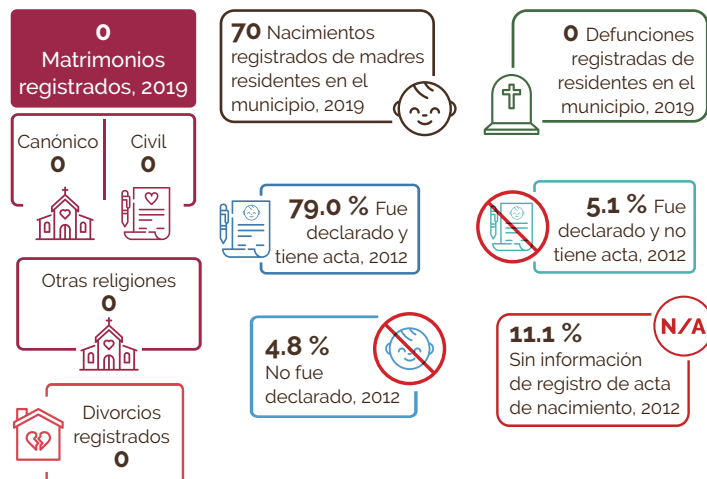 0
Matrimonios
registrados, 2019
Canónico
0
Civil
0
Otras religiones
0
Divorcios
registrados
0
70 Nacimientos
registrados de madres
residentes en el
municipio, 2019
0 Defunciones
registradas de
residentes en el
municipio, 2019
79.0 % Fue
declarado y
tiene acta, 2012
5.1 % Fue
declarado y no
tiene acta, 2012
4.8 %
No fue
declarado, 2012
N/A
11.1 %
Sin información
de registro de acta
de nacimiento, 2012